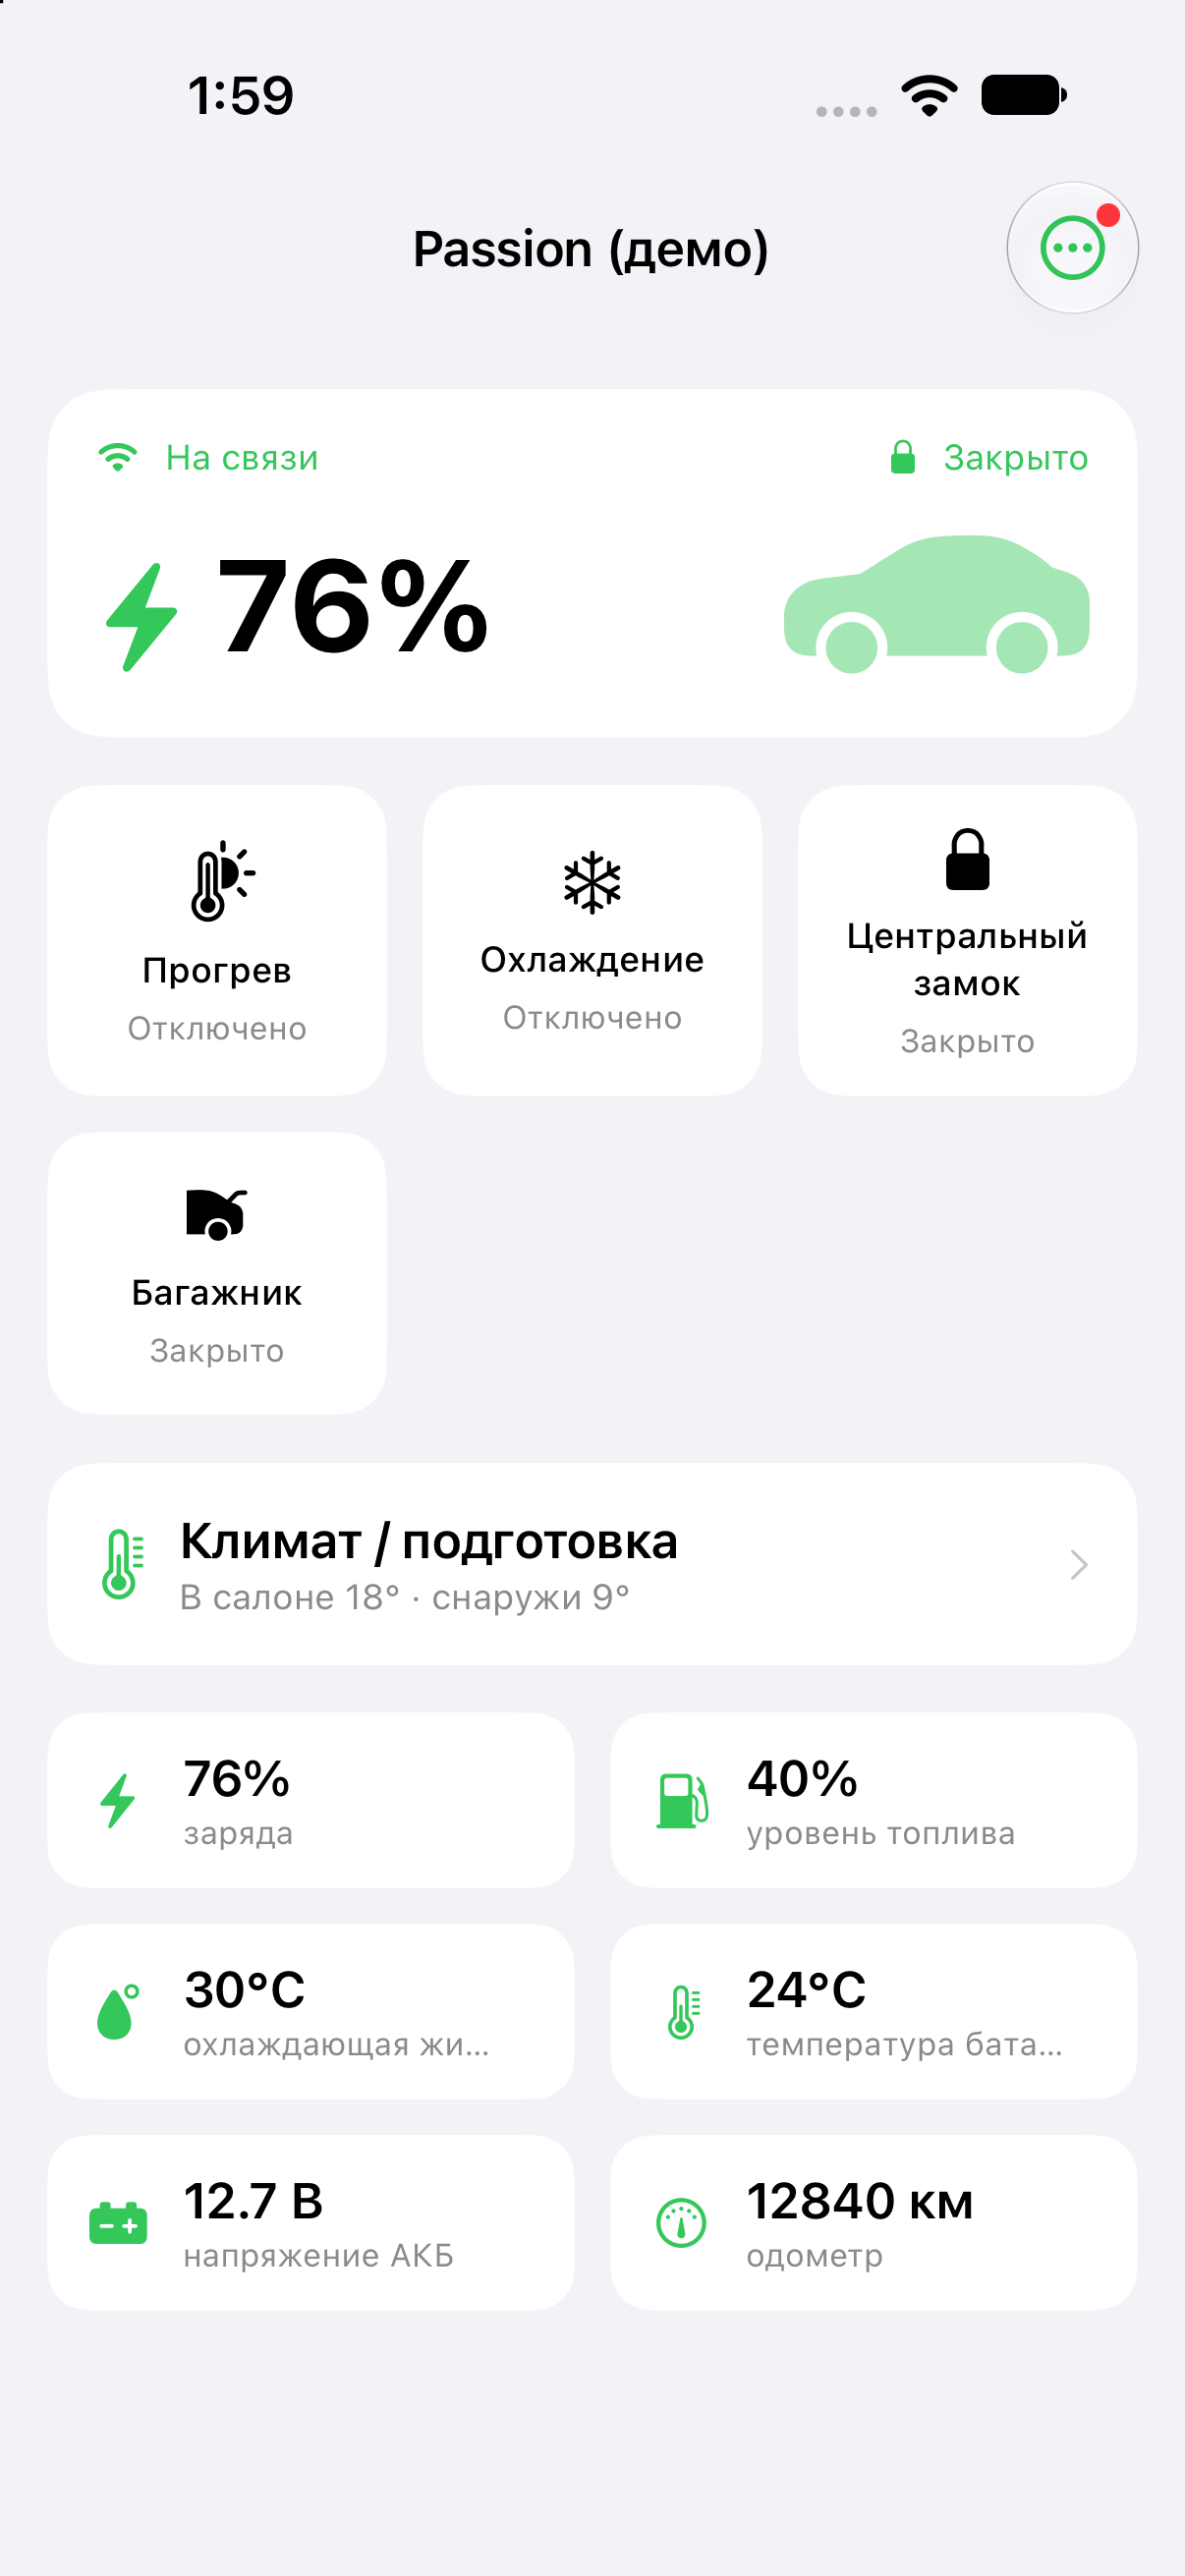 1:59
Passion (демо)
На связи
Закрыто
76%
Прогрев
Отключено
Охлаждение
Отключено
Центральный
замок
Закрыто
Багажник
Закрыто
Климат / подготовка
В салоне 18° · снаружи 9°
76%
заряда
40%
уровень топлива
30°C
охлаждающая жи...
24°C
температура бата...
12.7 В
напряжение АКБ
12840 км
одометр